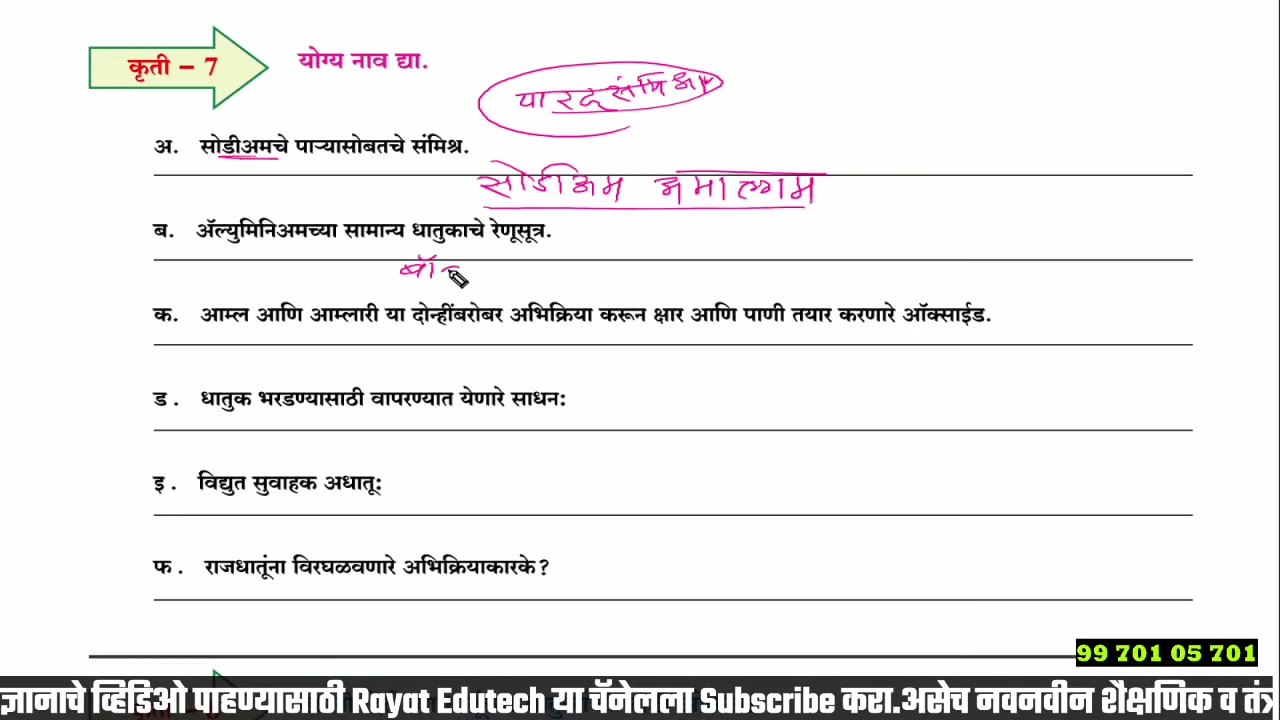 कृती – 7
योग्य नाव द्या.
पारदसंमिश्र
अ. सोडीअमचे पाऱ्यासोबतचे संमिश्र.
सोडिअम अमाल्गम
ब. ॲल्युमिनिअमच्या सामान्य धातुकाचे रेणूसूत्र.
बॉ
क. आम्ल आणि आम्लारी या दोन्हींबरोबर अभिक्रिया करून क्षार आणि पाणी तयार करणारे ऑक्साईड.
ड . धातुक भरडण्यासाठी वापरण्यात येणारे साधन:
इ . विद्युत सुवाहक अधातू:
फ . राजधातूंना विरघळवणारे अभिक्रियाकारके?
99 701 05 701
ज्ञानाचे व्हिडिओ पाहण्यासाठी Rayat Edutech या चॅनेलला Subscribe करा.असेच नवनवीन शैक्षणिक व तंत्र